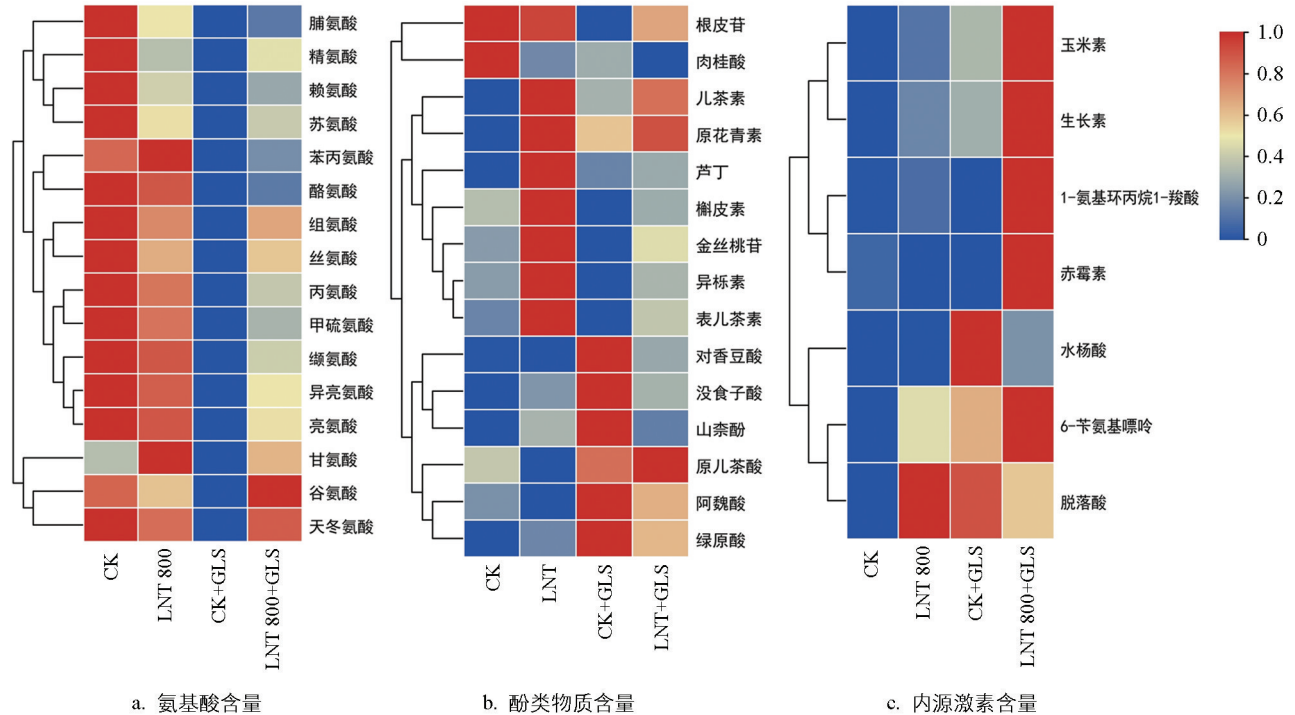 脯氨酸
精氨酸
赖氨酸
苏氨酸
苯丙氨酸
酪氨酸
组氨酸
丝氨酸
丙氨酸
甲硫氨酸
缬氨酸
异亮氨酸
亮氨酸
甘氨酸
谷氨酸
天冬氨酸
CK
LNT 800
CK+GLS
LNT 800+GLS
a. 氨基酸含量
根皮苷
肉桂酸
儿茶素
原花青素
芦丁
槲皮素
金丝桃苷
异栎素
表儿茶素
对香豆酸
没食子酸
山柰酚
原儿茶酸
阿魏酸
绿原酸
CK
LNT
CK+GLS
LNT+GLS
b. 酚类物质含量
玉米素
生长素
1-氨基环丙烷1-羧酸
赤霉素
水杨酸
6-苄氨基嘌呤
脱落酸
CK
LNT 800
CK+GLS
LNT 800+GLS
c. 内源激素含量
1.0
0.8
0.6
0.4
0.2
0